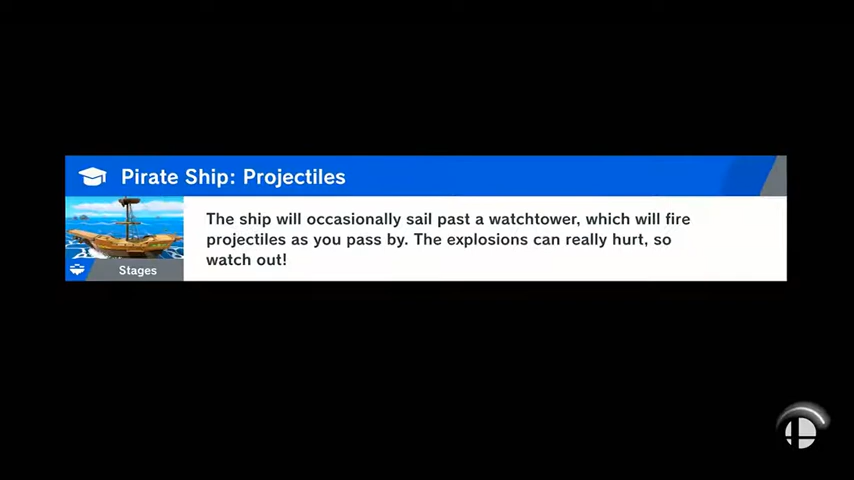 Pirate Ship: Projectiles
The ship will occasionally sail past a watchtower, which will fire
projectiles as you pass by. The explosions can really hurt, so
watch out!
Stages